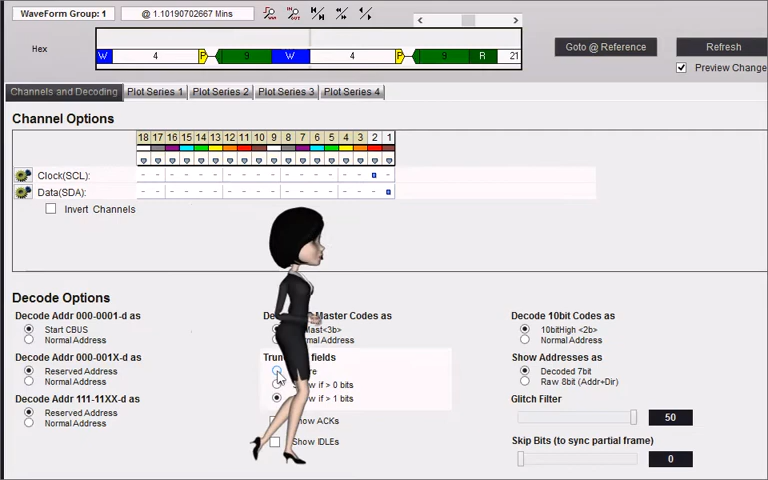 WaveForm Group: 1
@ 1.10190702667 Mins
Hex
W 4 P 9 W 4 P 9 R 21
Goto @ Reference
Refresh
Preview Change
Channels and Decoding Plot Series 1 Plot Series 2 Plot Series 3 Plot Series 4
Channel Options
18 17 16 15 14 13 12 11 10 9 8 7 6 5 4 3 2 1
Clock(SCL):
Data(SDA):
Invert Channels
Decode Options
Decode Addr 000-0001-d as
Start CBUS
Normal Address
Decode Addr 000-001X-d as
Reserved Address
Normal Address
Decode Addr 111-11XX-d as
Reserved Address
Normal Address
Master Codes as
Mast<3b>
Normal Address
fields
if > 0 bits
if > 1 bits
Show ACKs
Show IDLEs
Decode 10bit Codes as
10bitHigh <2b>
Normal Address
Show Addresses as
Decoded 7bit
Raw 8bit (Addr+Dir)
Glitch Filter
50
Skip Bits (to sync partial frame)
0